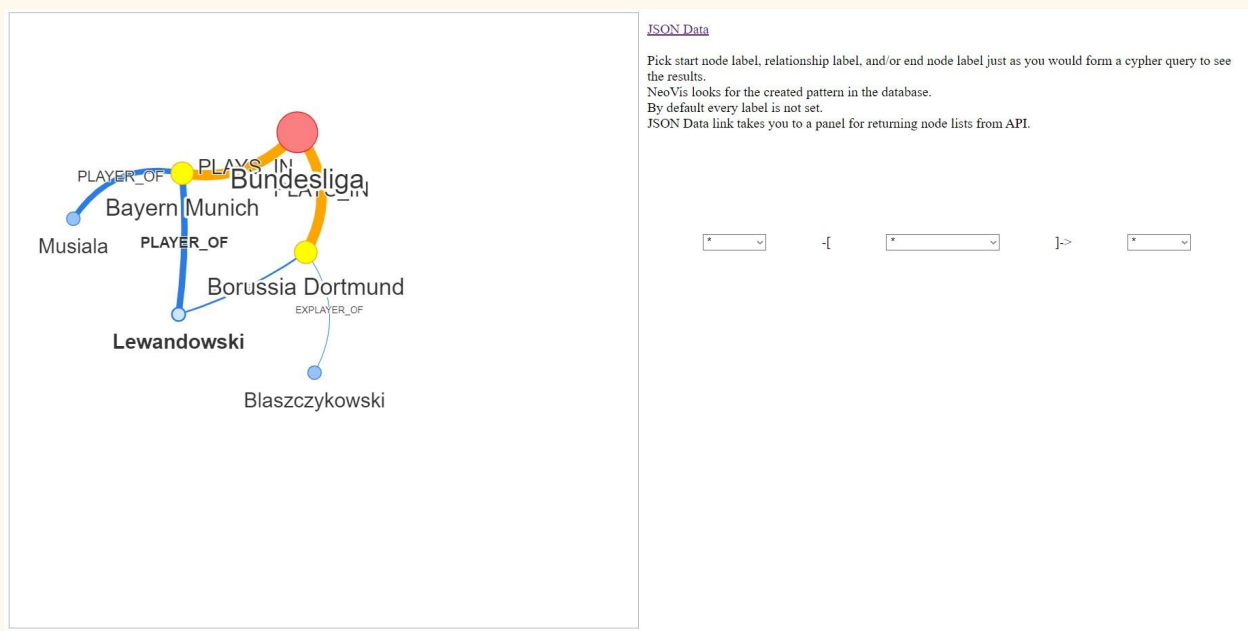 PLAYER_OF
PLAYS_IN
Bundesliga
PLAYS_IN
Bayern Munich
Musiala
PLAYER_OF
Borussia Dortmund
EXPLAYER_OF
Lewandowski
Blaszczykowski
JSON Data
Pick start node label, relationship label, and/or end node label just as you would form a cypher query to see
the results.
NeoVis looks for the created pattern in the database.
By default every label is not set.
JSON Data link takes you to a panel for returning node lists from API.
* -[ * ]-> *